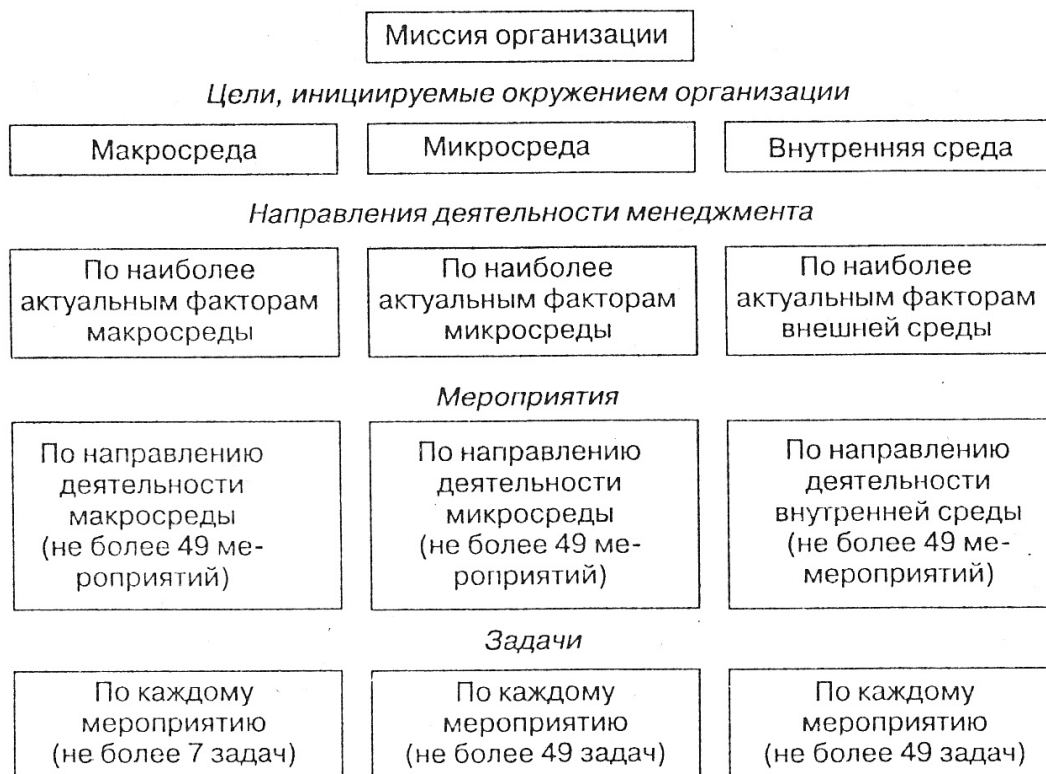 Миссия организации
Цели, инициируемые окружением организации
Макросреда
Микросреда
Внутренняя среда
Направления деятельности менеджмента
По наиболее
актуальным факторам
макросреды
По наиболее
актуальным факторам
микросреды
По наиболее
актуальным факторам
внешней среды
Мероприятия
По направлению
деятельности
макросреды
(не более 49 ме-
роприятий)
По направлению
деятельности
микросреды
(не более 49 ме-
роприятий)
По направлению
деятельности
внутренней среды
(не более 49 ме-
мероприятий)
Задачи
По каждому
мероприятию
(не более 7 задач)
По каждому
мероприятию
(не более 49 задач)
По каждому
мероприятию
(не более 49 задач)